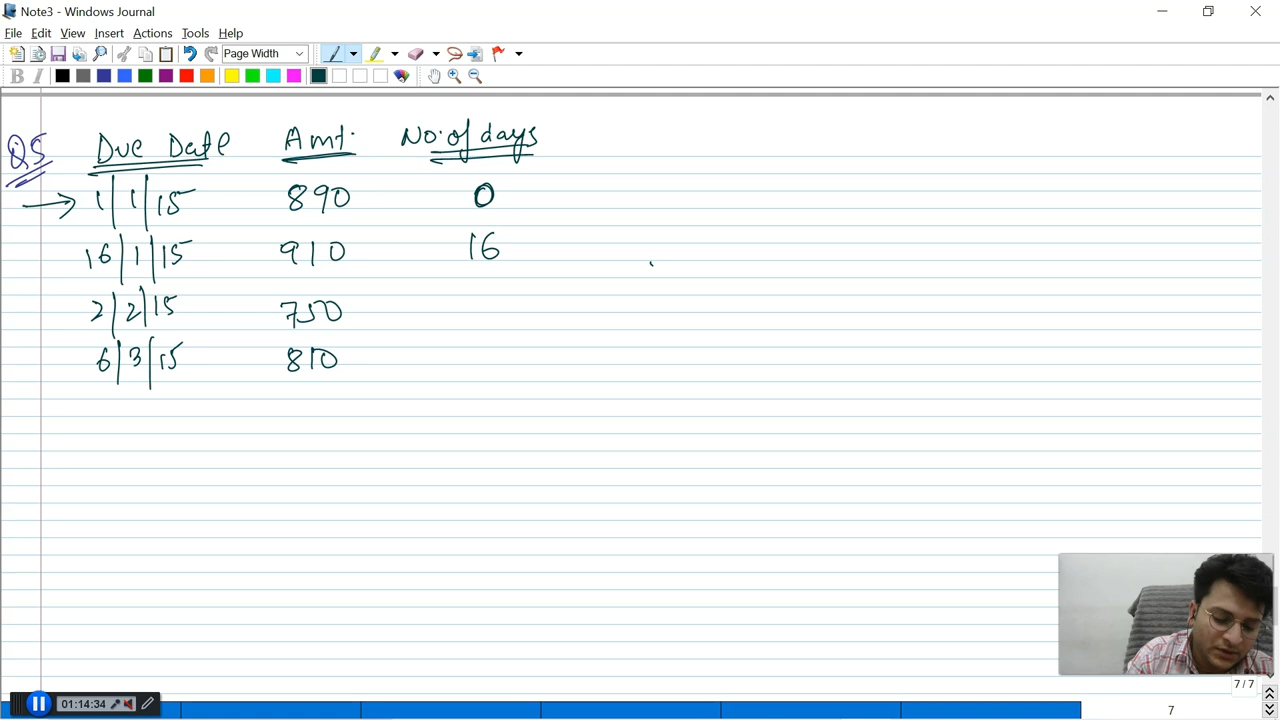 Note3 - Windows Journal
File Edit View Insert Actions Tools Help
Page Width
B I
Q5 Due Date Amt. No. of days
→ 1|1|15 890 0
16|1|15 910 16
2|2|15 750
6|3|15 810
7/7
01:14:34
7